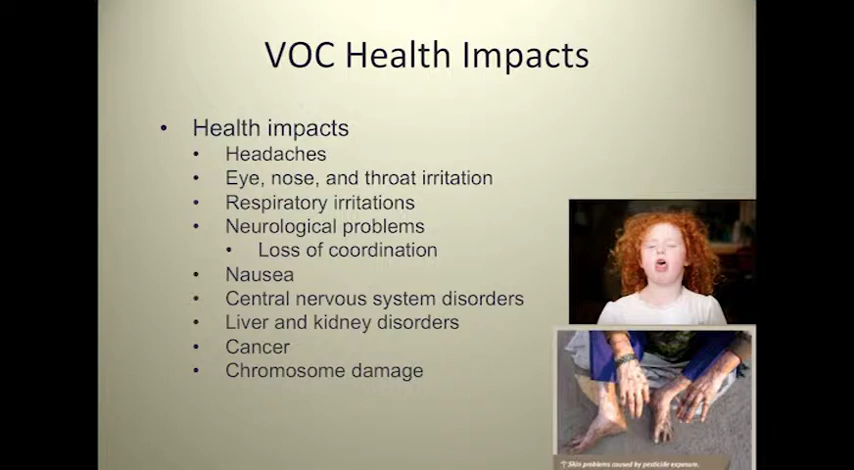 VOC Health Impacts
• Health impacts
• Headaches
• Eye, nose, and throat irritation
• Respiratory irritations
• Neurological problems
• Loss of coordination
• Nausea
• Central nervous system disorders
• Liver and kidney disorders
• Cancer
• Chromosome damage
↑ Skin problems caused by pesticide exposure.